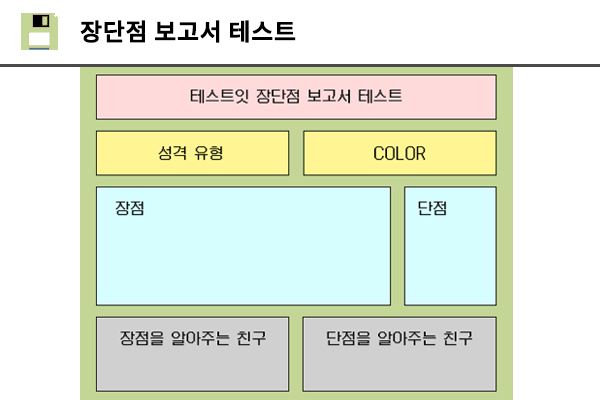 장단점 보고서 테스트
테스트잇 장단점 보고서 테스트
성격 유형
COLOR
장점
단점
장점을 알아주는 친구
단점을 알아주는 친구